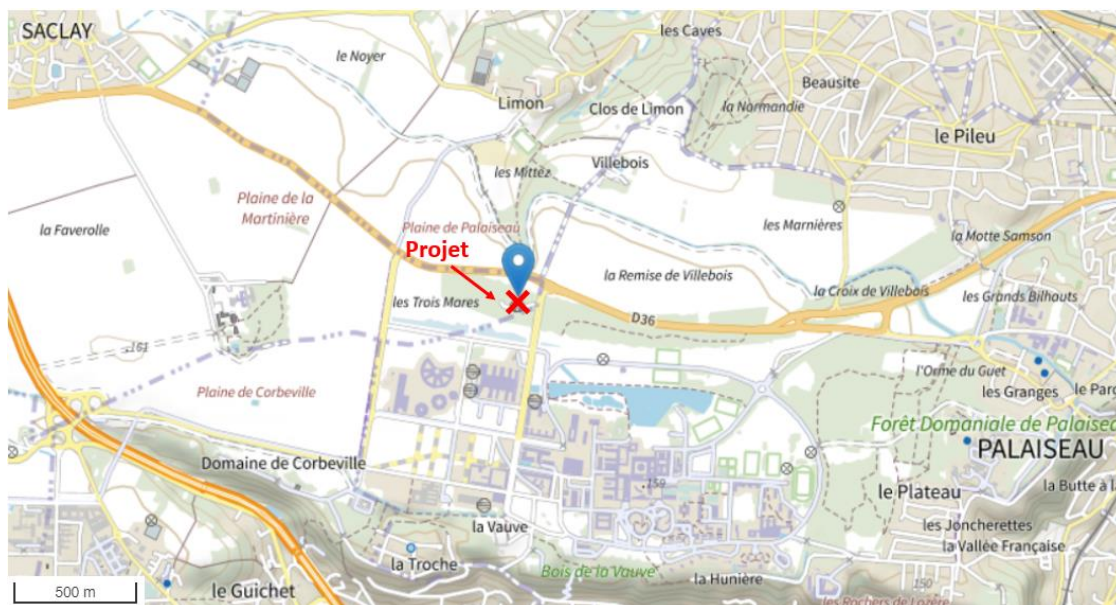 SACLAY
les Caves
le Noyer
Beausite
Limon
Clos de Limon
la Normandie
le Pileu
les Mittez
Villebois
Plaine de la
Martinière
la Faverolle
Plaine de Palaiseau
les Marnières
la Motte Samson
Projet
la Remise de Villebois
la Croix de Villebois
les Grands Bilhauts
les Trois Mares
D36
161
l'Orme du Guet
Plaine de Corbeville
les Granges
le Parc
Forêt Domaniale de Palaisea
PALAISEAU
Domaine de Corbeville
159
le Plateau
la Butte à la
la Vauve
les Joncherettes
la Vallée Française
la Troche
Bois de la Vauve
la Hunière
150
500 m
le Guichet
les Rochers de Lozère